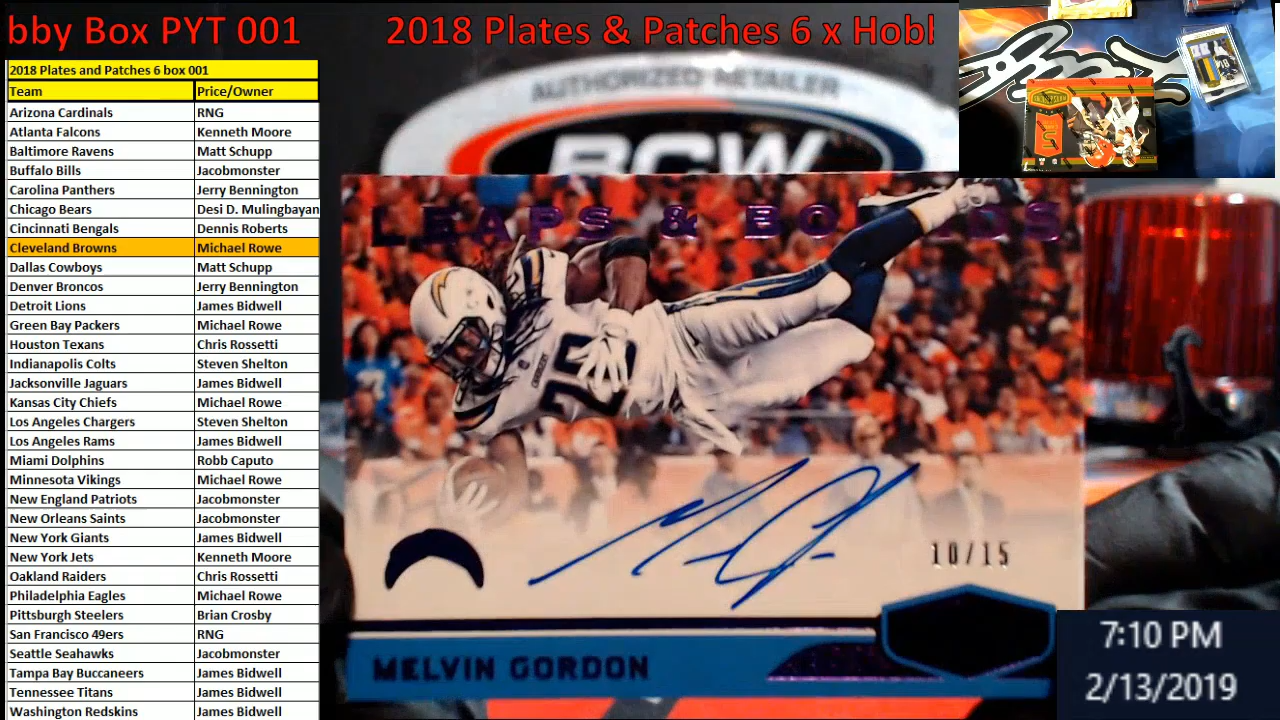 bby Box PYT 001 2018 Plates & Patches 6 x Hobl
2018 Plates and Patches 6 box 001
Team Price/Owner
Arizona Cardinals RNG
Atlanta Falcons Kenneth Moore
Baltimore Ravens Matt Schupp
Buffalo Bills Jacobmonster
Carolina Panthers Jerry Bennington
Chicago Bears Desi D. Mulingbayan
Cincinnati Bengals Dennis Roberts
Cleveland Browns Michael Rowe
Dallas Cowboys Matt Schupp
Denver Broncos Jerry Bennington
Detroit Lions James Bidwell
Green Bay Packers Michael Rowe
Houston Texans Chris Rossetti
Indianapolis Colts Steven Shelton
Jacksonville Jaguars James Bidwell
Kansas City Chiefs Michael Rowe
Los Angeles Chargers Steven Shelton
Los Angeles Rams James Bidwell
Miami Dolphins Robb Caputo
Minnesota Vikings Michael Rowe
New England Patriots Jacobmonster
New Orleans Saints Jacobmonster
New York Giants James Bidwell
New York Jets Kenneth Moore
Oakland Raiders Chris Rossetti
Philadelphia Eagles Michael Rowe
Pittsburgh Steelers Brian Crosby
San Francisco 49ers RNG
Seattle Seahawks Jacobmonster
Tampa Bay Buccaneers James Bidwell
Tennessee Titans James Bidwell
Washington Redskins James Bidwell
AUTHORIZED RETAILER
BCW
LEAPS & BOUNDS
28
10/15
MELVIN GORDON
7:10 PM
2/13/2019